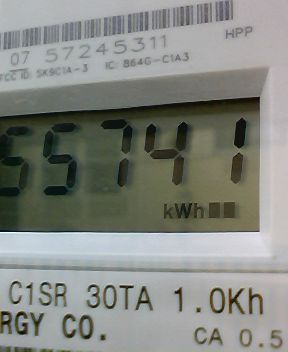 07 57245311 HPP
FCC ID: SK9C1A-3 IC: 864G-C1A3
55741
kWh
C1SR 30TA 1.0Kh
RGY CO. CA 0.5